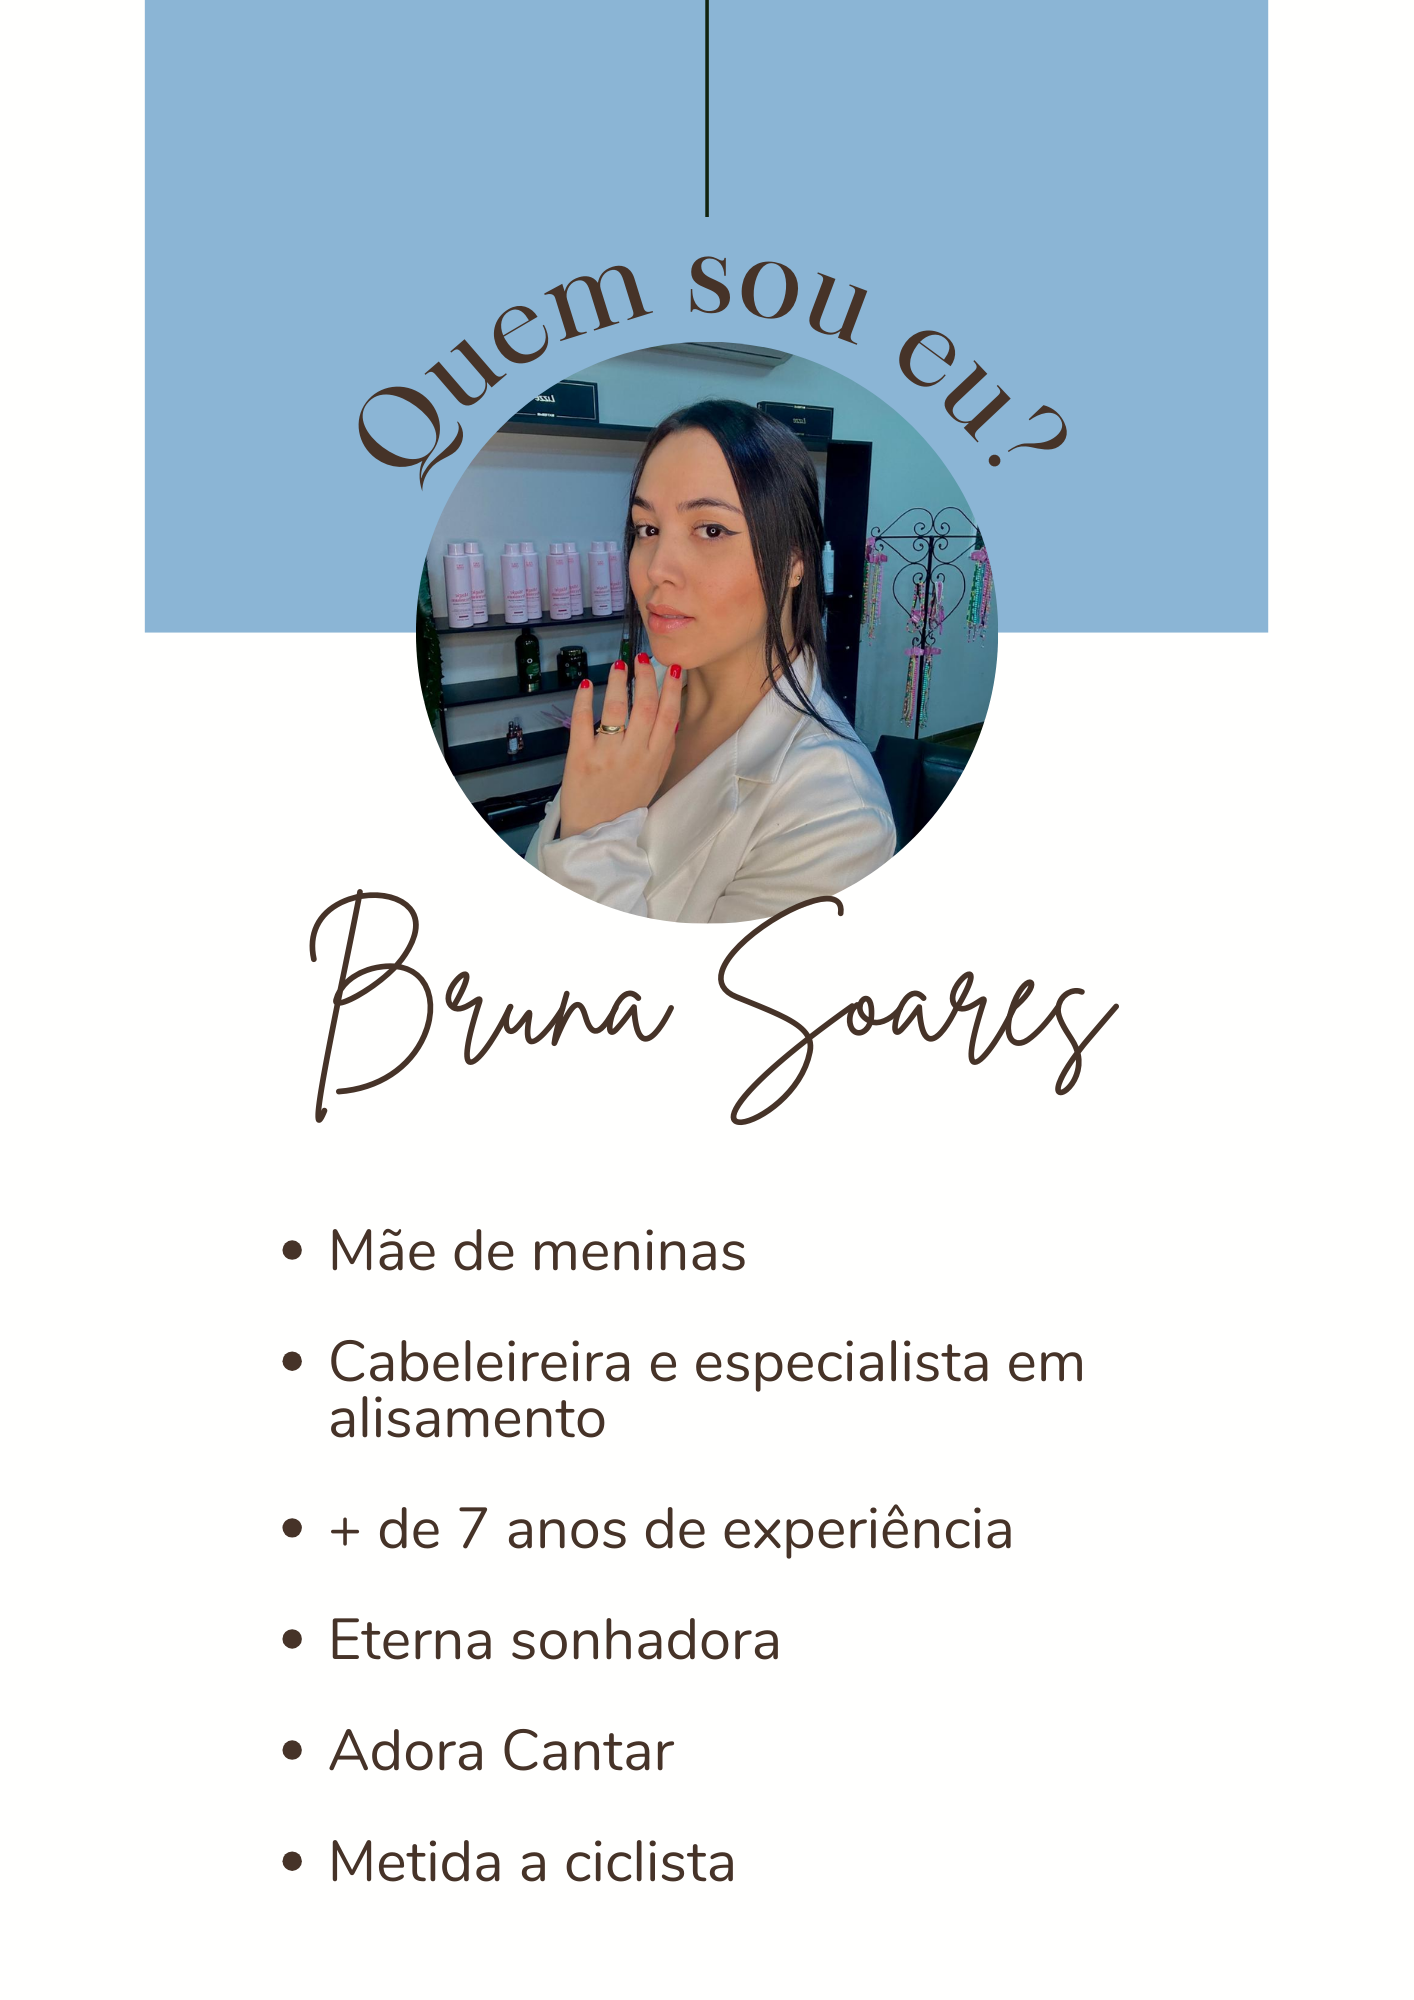 Quem sou eu?
Bruna Soares
• Mãe de meninas
• Cabeleireira e especialista em
alisamento
• + de 7 anos de experiência
• Eterna sonhadora
• Adora Cantar
• Metida a ciclista